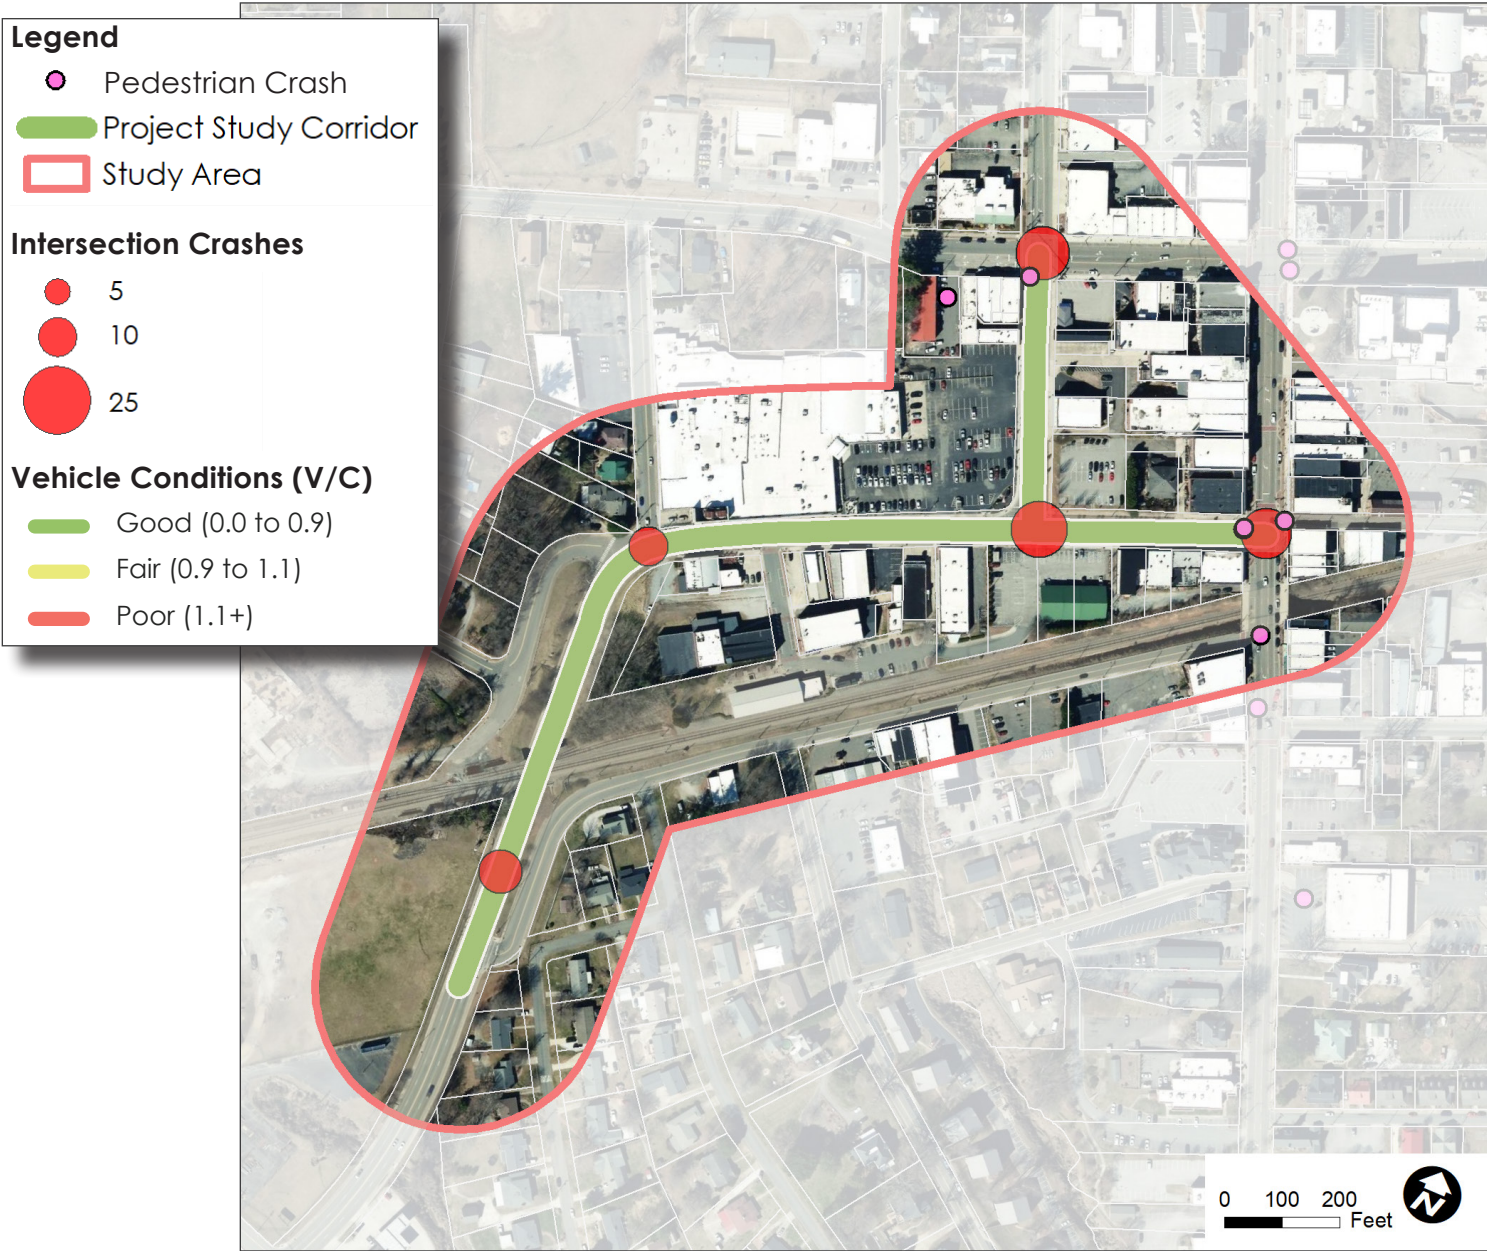 Legend
Pedestrian Crash
Project Study Corridor
Study Area
Intersection Crashes
5
10
25
Vehicle Conditions (V/C)
Good (0.0 to 0.9)
Fair (0.9 to 1.1)
Poor (1.1+)
0 100 200
Feet
N